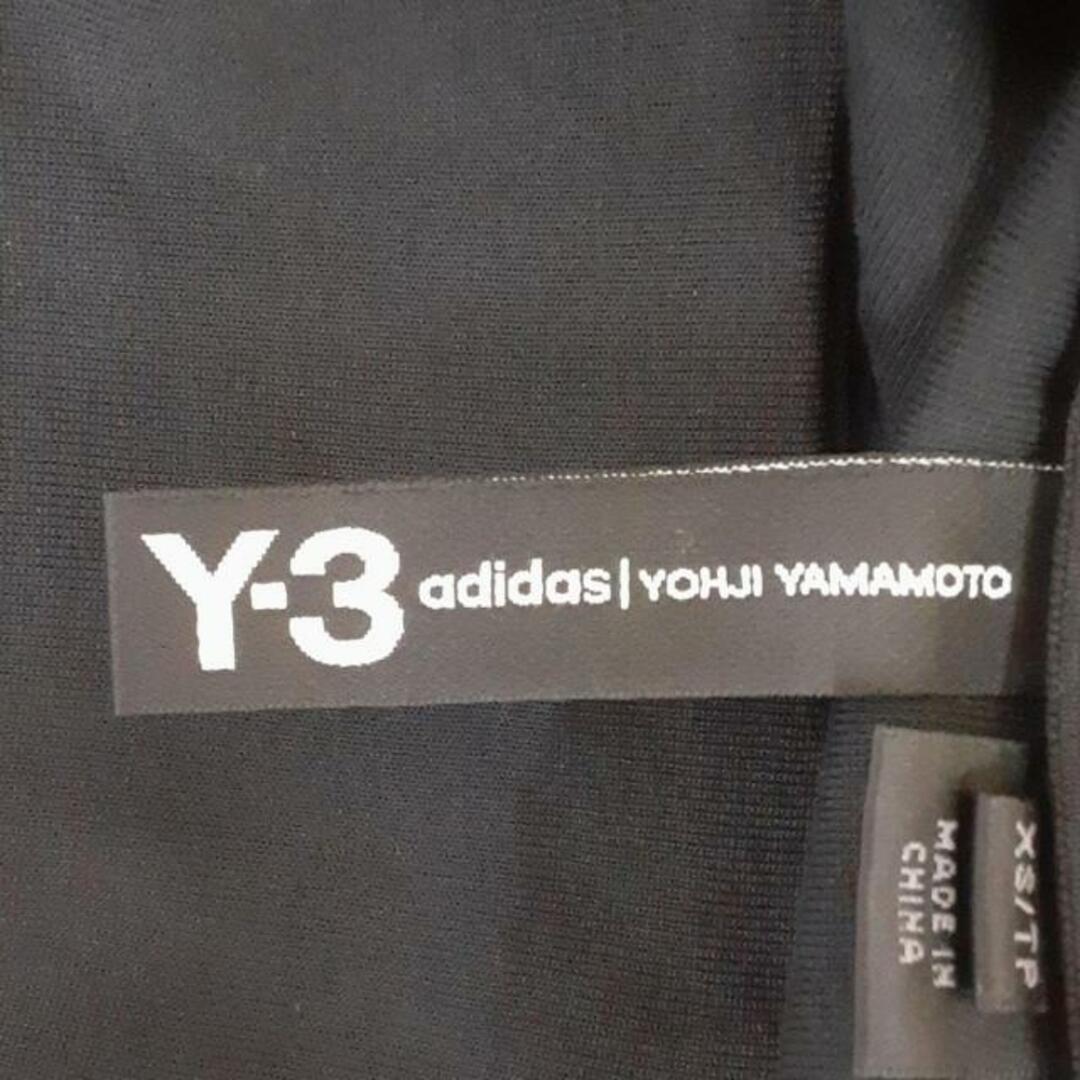 Y-3 adidas | YOHJI YAMAMOTO
XS/TP
MADE IN
CHINA